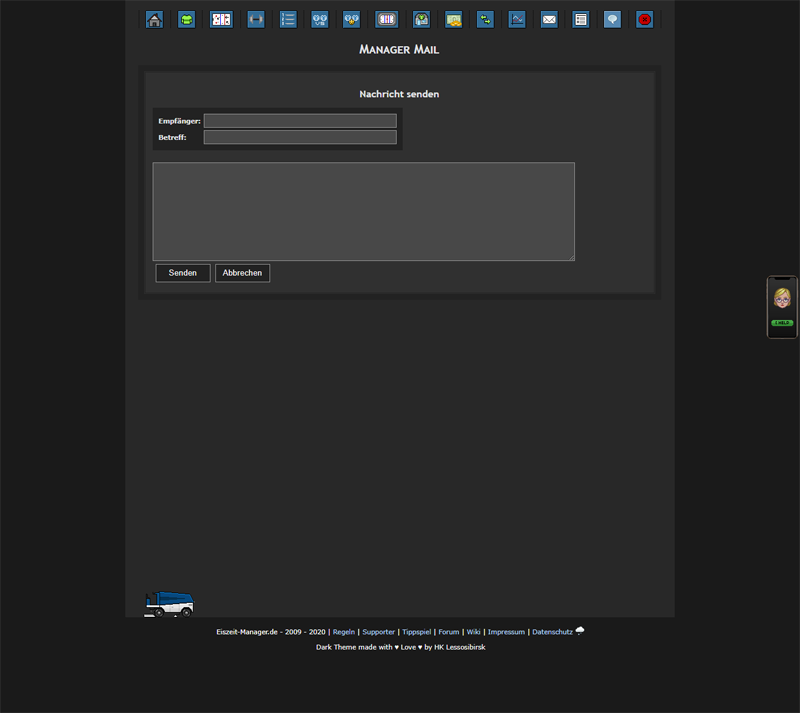 Manager Mail
Nachricht senden
Empfänger:
Betreff:
Senden
Abbrechen
I HELP
Eiszeit-Manager.de - 2009 - 2020 | Regeln | Supporter | Tippspiel | Forum | Wiki | Impressum | Datenschutz
Dark Theme made with ♥ Love ♥ by HK Lessosibirsk